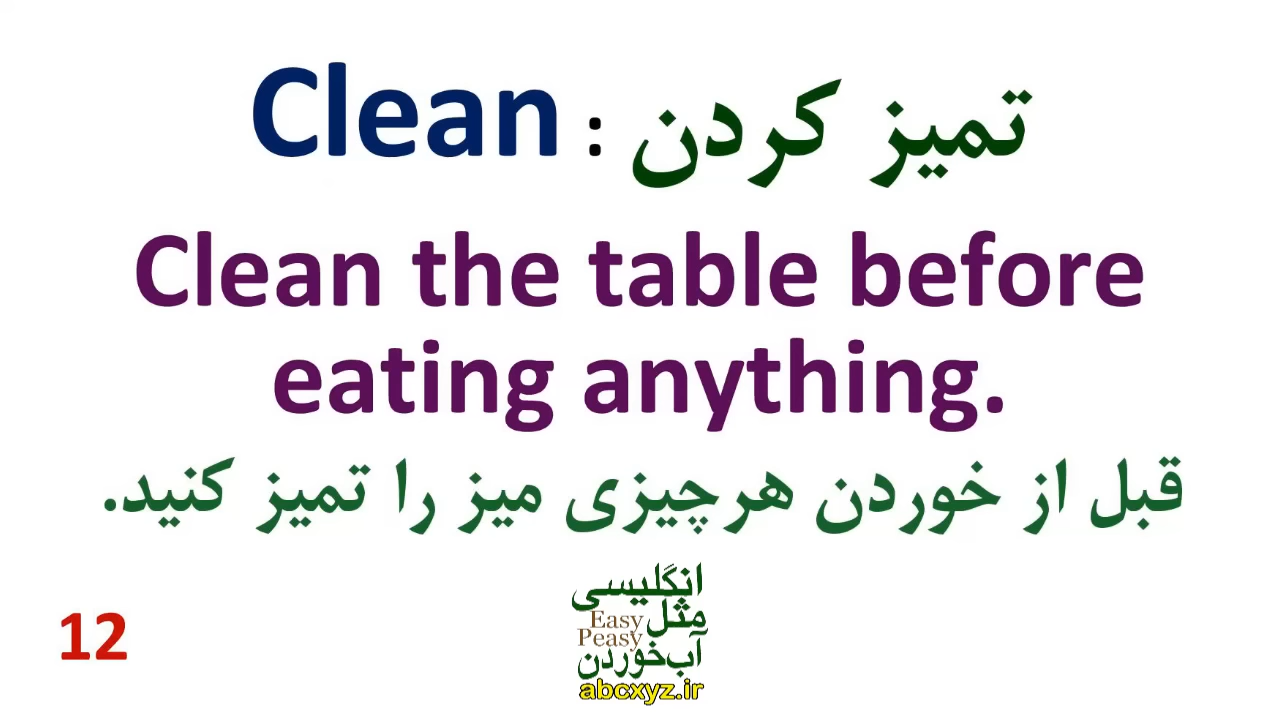 Clean : تمیز کردن
Clean the table before
eating anything.
قبل از خوردن هرچیزی میز را تمیز کنید.
12
انگلیسی
مثل
Easy
Peasy
آب خوردن
abcxyz.ir